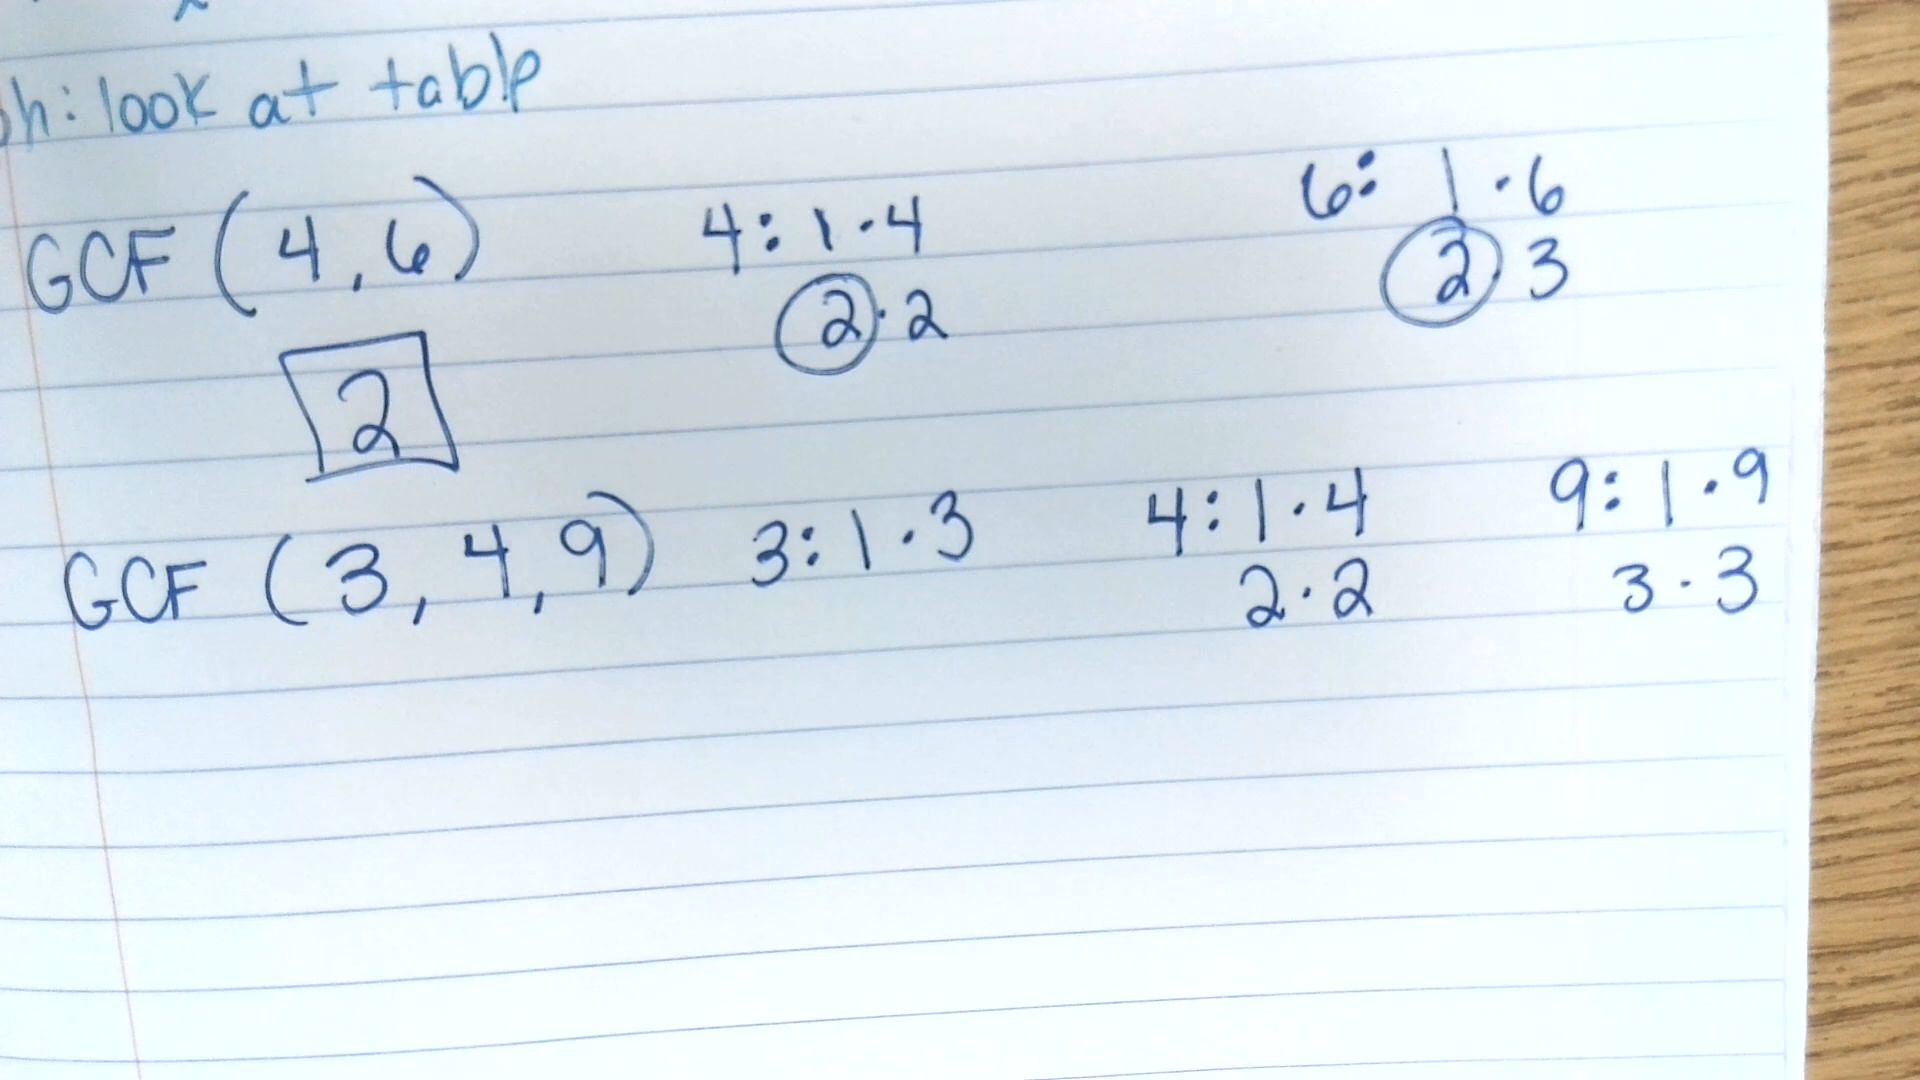 h: look at table
GCF (4, 6) 4: 1·4 6: 1·6
2·2 2·3
2
GCF (3, 4, 9) 3: 1·3 4: 1·4 9: 1·9
2·2 3·3